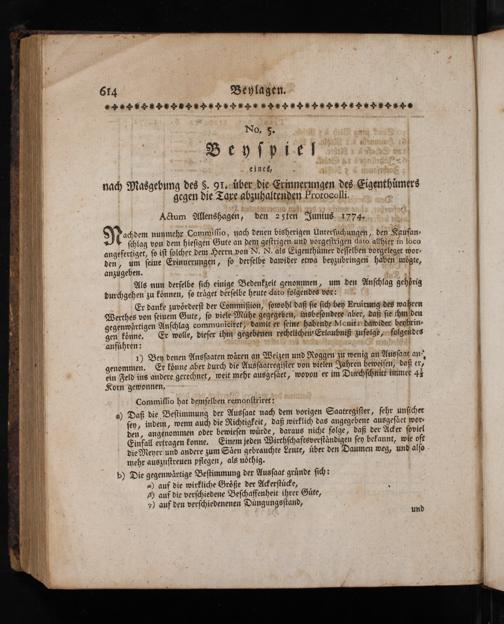 614 Beylagen.
No. 5.
Beyspiel
eines,
nach Masgebung des §. 91. über die Erinnerungen des Eigenthümers
gegen die Taxe abzuhaltenden Protocolli.
Actum Allenshagen, den 25ten Junius 1774.
Nachdem nunmehr Commissio, nach denen bisherigen Untersuchungen, den Kaufan-
schlag von dem hiesigen Gute an dem gestrigen und vorgestrigen dato allhier in loco
angefertiget, so ist solcher dem Herrn von N. N. als Eigenthümer desselben vorgeleget wor-
den, um seine Erinnerungen, so derselbe dawider etwa beyzubringen haben mögte,
anzugeben.
Als nun derselbe sich einige Bedenkzeit genommen, um den Anschlag gehörig
durchgehen zu können, so träget derselbe heute dato folgendes vor:
Er danke zuvörderst der Commißion, sowohl daß sie sich bey Eruirung des wahren
Werthes von seinem Gute, so viele Mühe gegegeben, insbesondere aber, daß sie ihm den
gegenwärtigen Anschlag communiciret, damit er seine habende Monita dawider beybrin-
gen könne. Er wolle, dieser ihm gegebenen rechtlichen Erlaubniß zufolge, folgendes
anführen:
1) Bey denen Aussaaten wären an Weizen und Roggen zu wenig an Aussaat an-
genommen. Er könne aber durch die Aussaatregister von vielen Jahren beweisen, daß er,
ein Feld ins andere gerechnet, weit mehr ausgesäet, wovon er im Durchschnitt immer 4½
Korn gewonnen.
Commissio hat demselben remonstriret:
a) Daß die Bestimmung der Aussaat nach dem vorigen Saatregister, sehr unsicher
sey, indem, wenn auch die Richtigkeit, daß wirklich das angegebene ausgesäet wor-
den, angenommen oder bewiesen würde, daraus nicht folge, daß der Acker soviel
Einfall ertragen konne. Einem jeden Wirthschaftsverständigen sey bekannt, wie oft
die Meyer und andere zum Säen gebrauchte Leute, über den Daumen weg, und also
mehr auszustreuen pflegen, als nöthig.
b) Die gegenwärtige Bestimmung der Aussaat gründe sich:
α) auf die wirkliche Größe der Ackerstücke,
β) auf die verschiedene Beschaffenheit ihrer Güte,
γ) auf den verschiedenenen Düngungsstand,
und